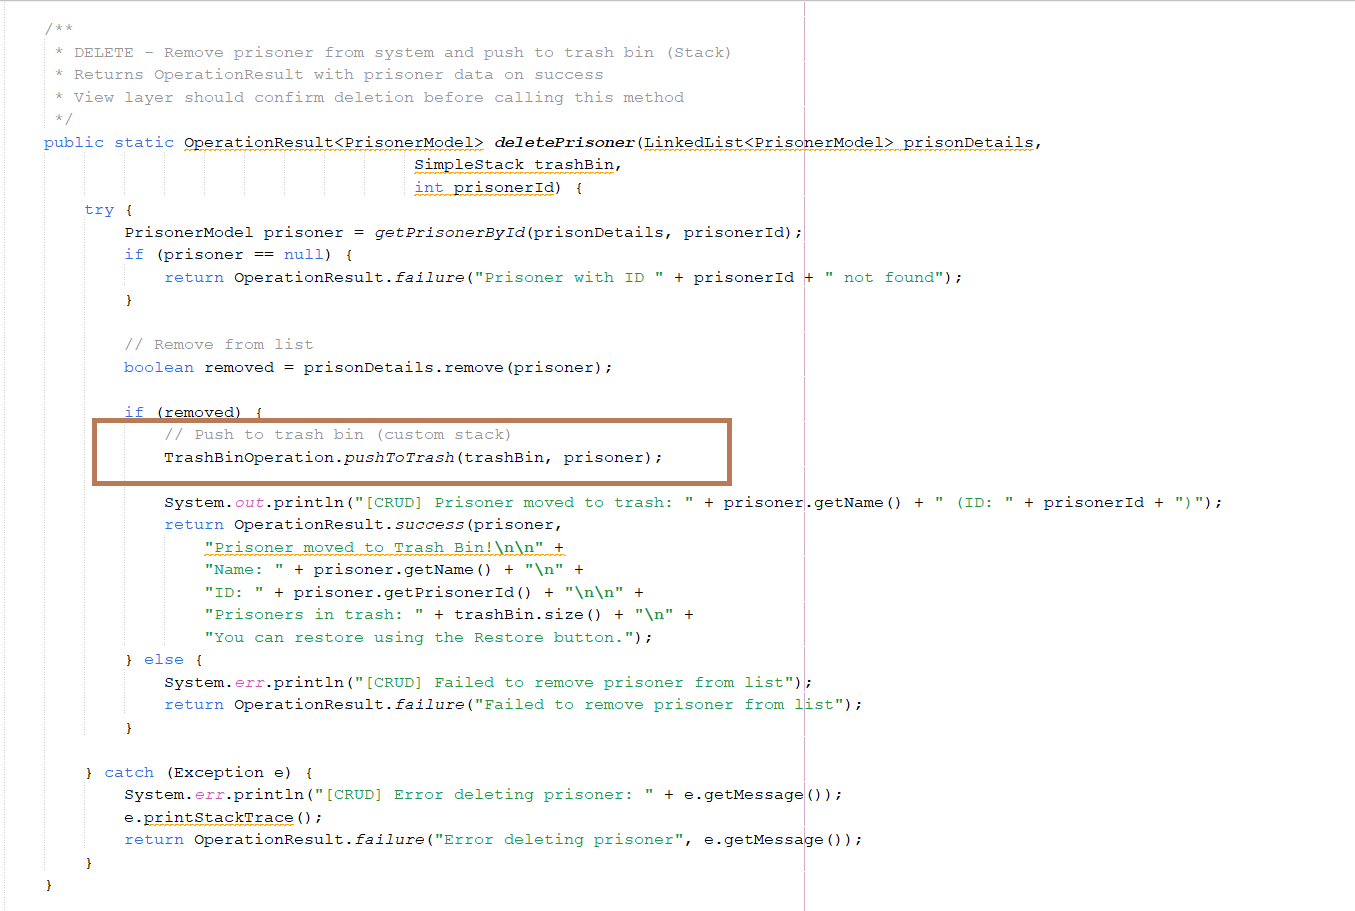 /**
 * DELETE - Remove prisoner from system and push to trash bin (Stack)
 * Returns OperationResult with prisoner data on success
 * View layer should confirm deletion before calling this method
 */
public static OperationResult<PrisonerModel> deletePrisoner(LinkedList<PrisonerModel> prisonDetails,
                                     SimpleStack trashBin,
                                     int prisonerId) {
    try {
        PrisonerModel prisoner = getPrisonerById(prisonDetails, prisonerId);
        if (prisoner == null) {
            return OperationResult.failure("Prisoner with ID " + prisonerId + " not found");
        }

        // Remove from list
        boolean removed = prisonDetails.remove(prisoner);

        if (removed) {
            // Push to trash bin (custom stack)
            TrashBinOperation.pushToTrash(trashBin, prisoner);

            System.out.println("[CRUD] Prisoner moved to trash: " + prisoner.getName() + " (ID: " + prisonerId + ")");
            return OperationResult.success(prisoner,
                "Prisoner moved to Trash Bin!\n\n" +
                "Name: " + prisoner.getName() + "\n" +
                "ID: " + prisoner.getPrisonerId() + "\n\n" +
                "Prisoners in trash: " + trashBin.size() + "\n" +
                "You can restore using the Restore button.");
        } else {
            System.err.println("[CRUD] Failed to remove prisoner from list");
            return OperationResult.failure("Failed to remove prisoner from list");
        }

    } catch (Exception e) {
        System.err.println("[CRUD] Error deleting prisoner: " + e.getMessage());
        e.printStackTrace();
        return OperationResult.failure("Error deleting prisoner", e.getMessage());
    }
}